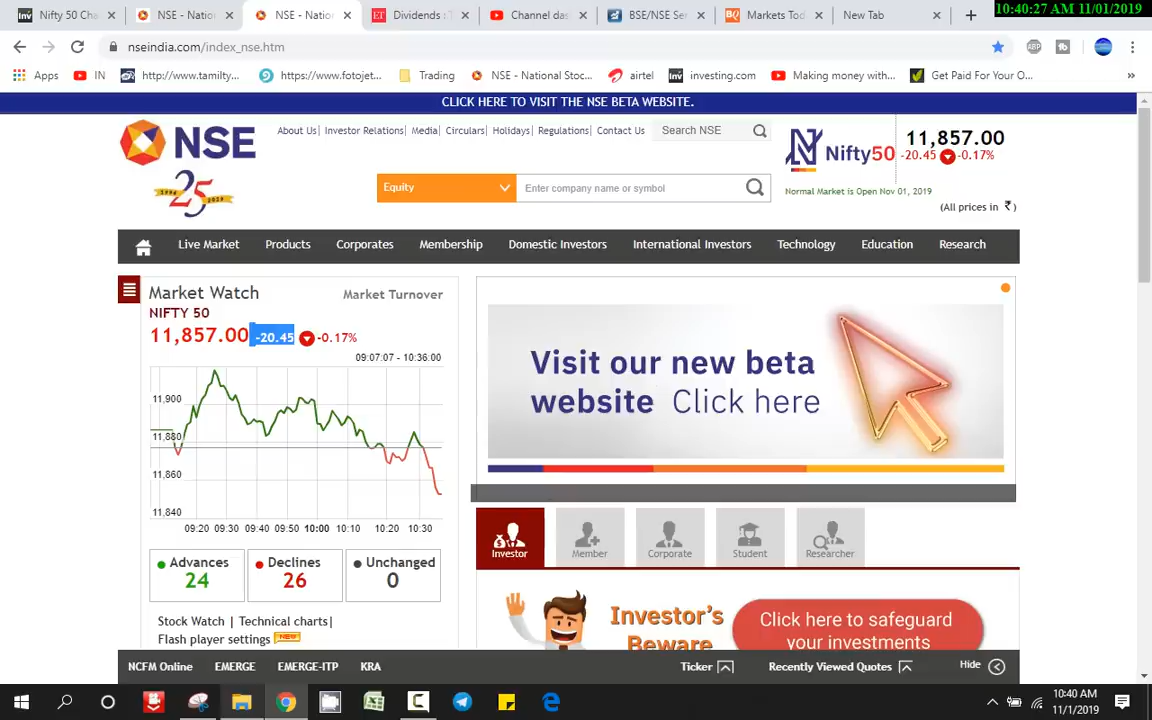 Nifty 50 Cha
NSE - Natio
NSE - Natio
Dividends : T
Channel das
BSE/NSE Se
Markets Tod
New Tab
10:40:27 AM 11/01/2019
nseindia.com/index_nse.htm
Apps
IN
http://www.tamilty...
https://www.fotojet...
Trading
NSE - National Stoc...
airtel
investing.com
Making money with...
Get Paid For Your O...
CLICK HERE TO VISIT THE NSE BETA WEBSITE.
NSE
1994 25 2019
About Us| Investor Relations| Media| Circulars| Holidays| Regulations| Contact Us
Search NSE
Nifty50
11,857.00
-20.45 -0.17%
Equity
Enter company name or symbol
Normal Market is Open Nov 01, 2019
(All prices in ₹)
Live Market Products Corporates Membership Domestic Investors International Investors Technology Education Research
Market Watch
Market Turnover
NIFTY 50
11,857.00 -20.45 -0.17%
09:07:07 - 10:36:00
11,900
11,880
11,860
11,840
09:20 09:30 09:40 09:50 10:00 10:10 10:20 10:30
Advances
24
Declines
26
Unchanged
0
Stock Watch | Technical charts|
Flash player settings NEW
Visit our new beta
website Click here
Investor
Member
Corporate
Student
Researcher
Investor's
Beware
Click here to safeguard
your investments
NCFM Online EMERGE EMERGE-ITP KRA
Ticker
Recently Viewed Quotes
Hide
10:40 AM
11/1/2019